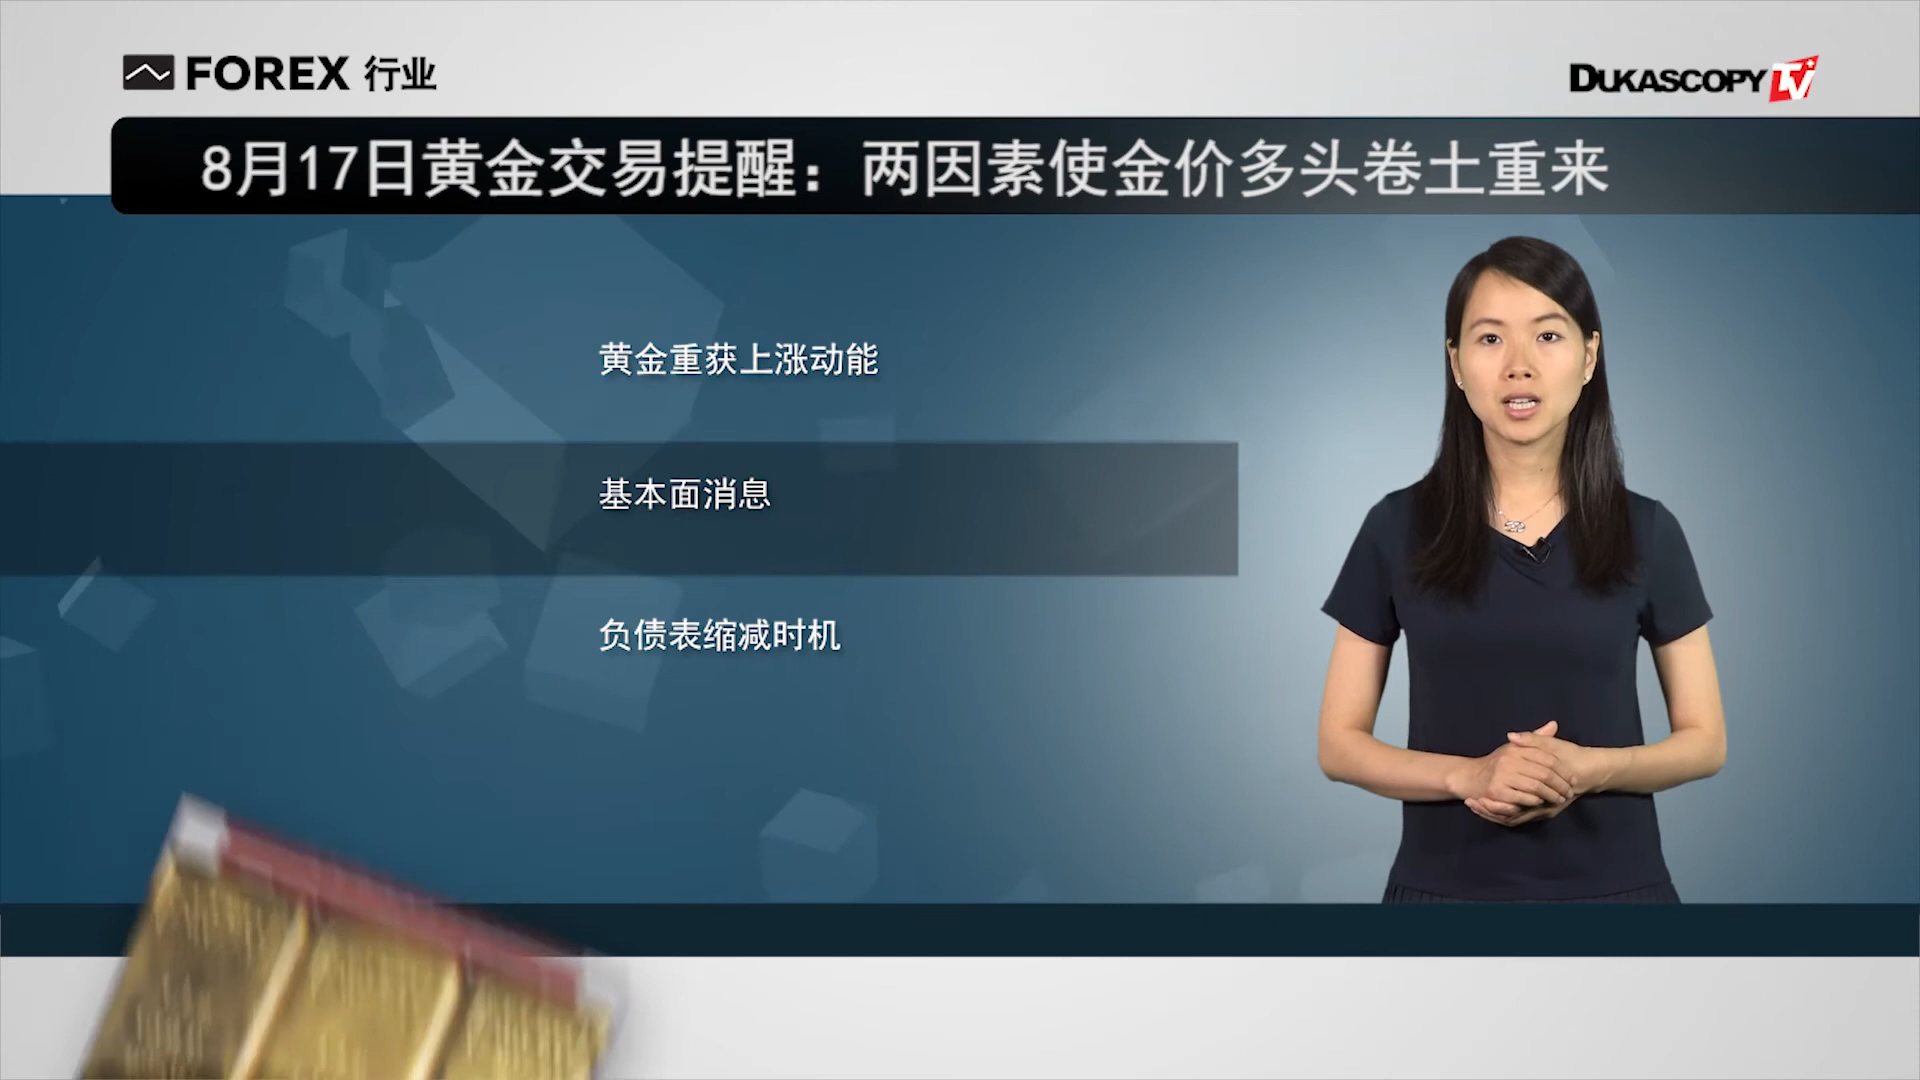 FOREX 行业
DUKASCOPY TV
8月17日黄金交易提醒：两因素使金价多头卷土重来
黄金重获上涨动能
基本面消息
负债表缩减时机